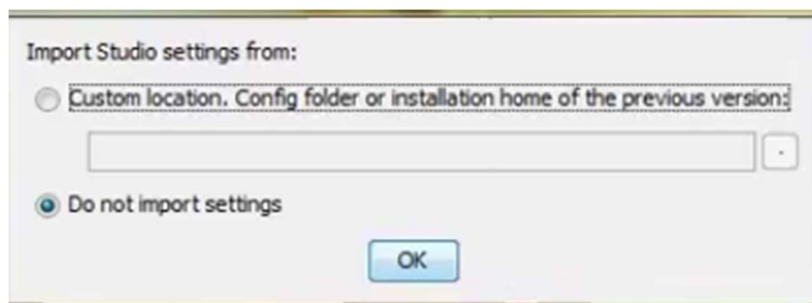 Import Studio settings from:
Custom location. Config folder or installation home of the previous version:
Do not import settings
OK